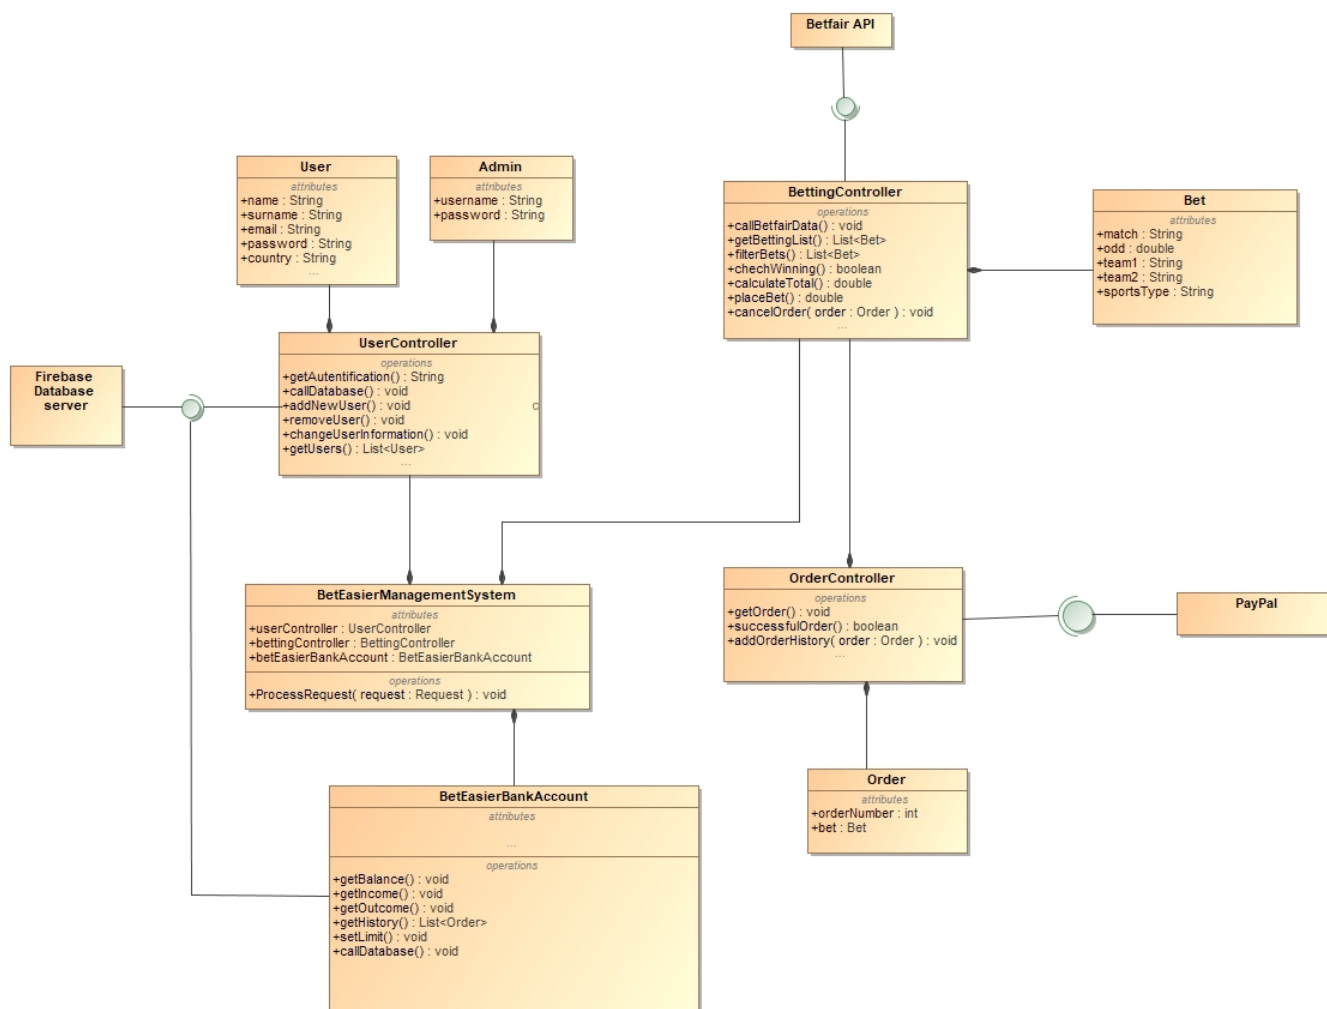 Betfair API
User
attributes
+name : String
+surname : String
+email : String
+password : String
+country : String
...
Admin
attributes
+username : String
+password : String
BettingController
operations
+callBetfairData() : void
+getBettingList() : List<Bet>
+filterBets() : List<Bet>
+chechWinning() : boolean
+calculateTotal() : double
+placeBet() : double
+cancelOrder( order : Order ) : void
...
Bet
attributes
+match : String
+odd : double
+team1 : String
+team2 : String
+sportsType : String
Firebase
Database
server
UserController
operations
+getAutentification() : String
+callDatabase() : void
+addNewUser() : void
+removeUser() : void
+changeUserInformation() : void
+getUsers() : List<User>
...
BetEasierManagementSystem
attributes
+userController : UserController
+bettingController : BettingController
+betEasierBankAccount : BetEasierBankAccount
operations
+ProcessRequest( request : Request ) : void
OrderController
operations
+getOrder() : void
+successfulOrder() : boolean
+addOrderHistory( order : Order ) : void
...
PayPal
Order
attributes
+orderNumber : int
+bet : Bet
BetEasierBankAccount
attributes
...
operations
+getBalance() : void
+getIncome() : void
+getOutcome() : void
+getHistory() : List<Order>
+setLimit() : void
+callDatabase() : void